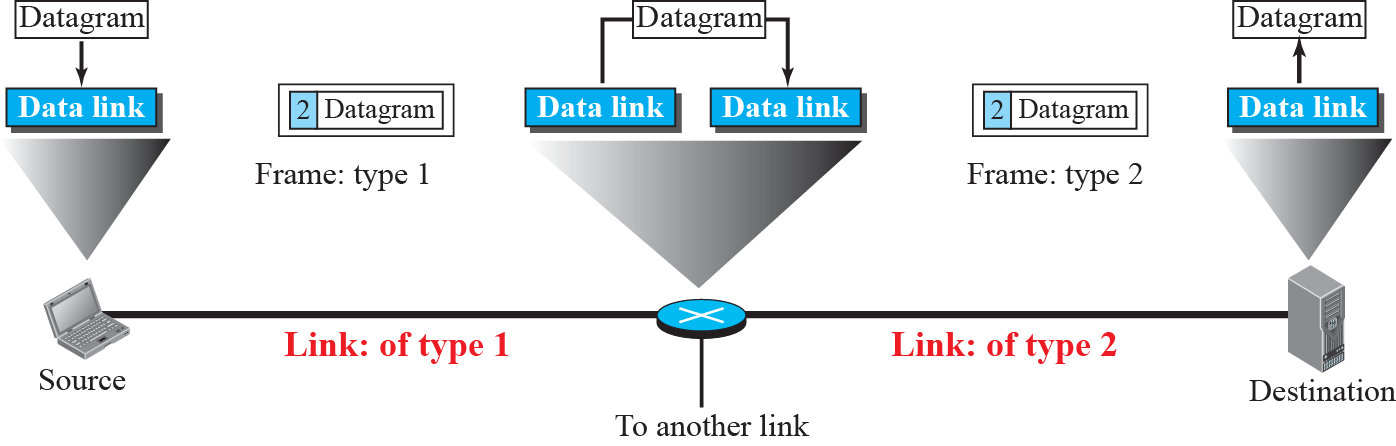 Datagram
Datagram
Datagram
Data link
2 Datagram
Data link
Data link
2 Datagram
Data link
Frame: type 1
Frame: type 2
Link: of type 1
Link: of type 2
Source
Destination
To another link